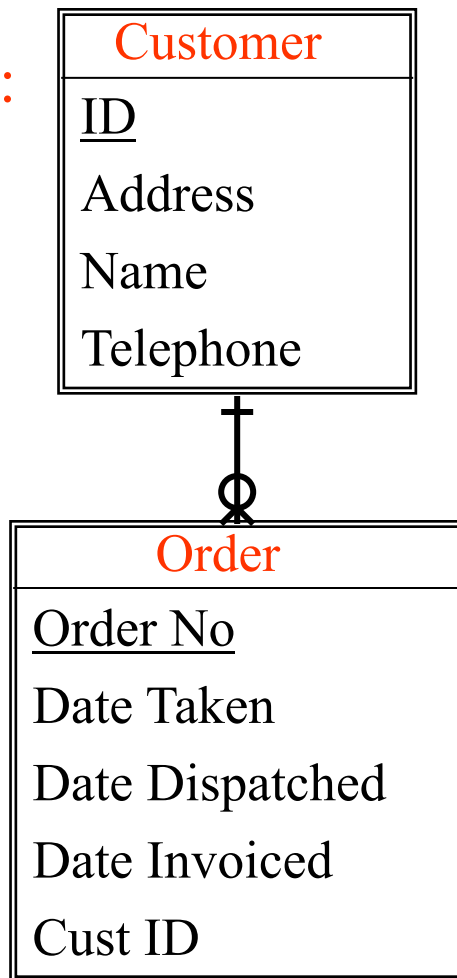 Customer
:
ID
Address
Name
Telephone
Order
Order No
Date Taken
Date Dispatched
Date Invoiced
Cust ID